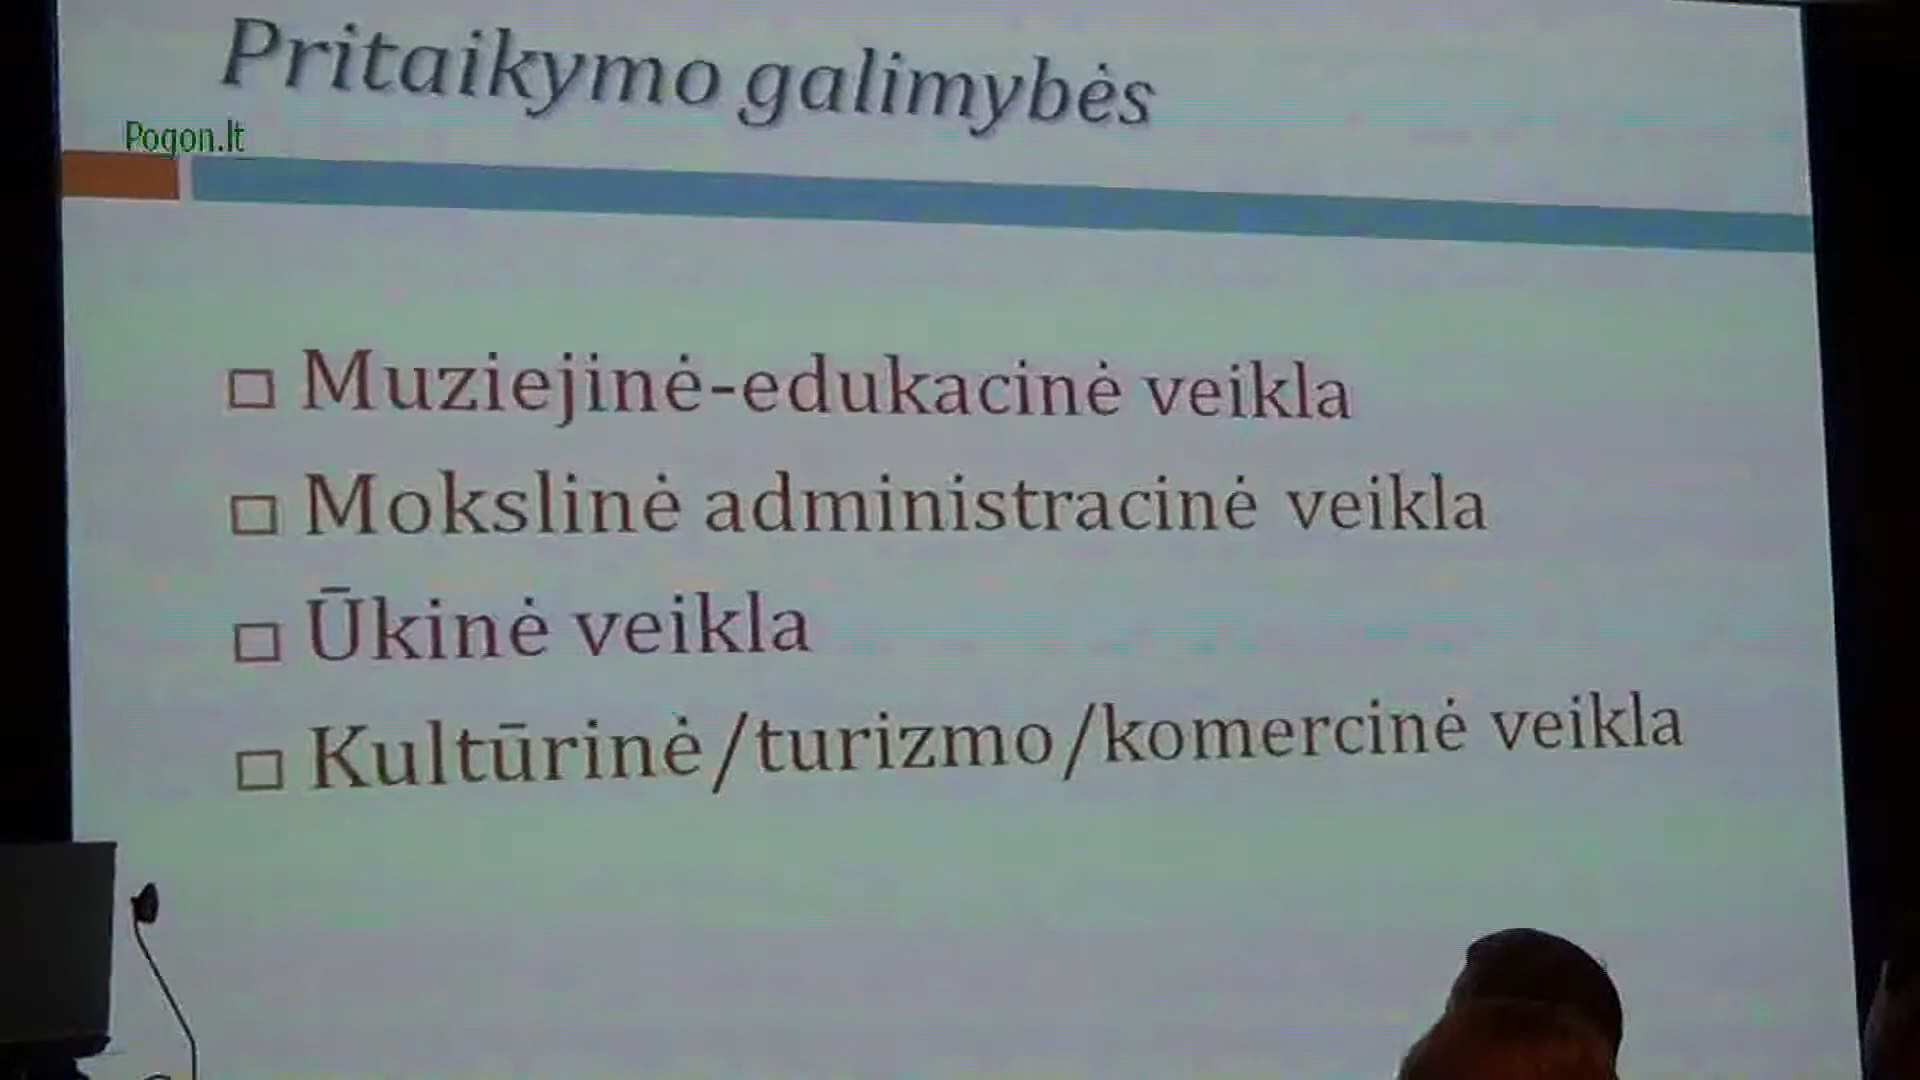 Pritaikymo galimybės
Pogon.lt
Muziejinė-edukacinė veikla
Mokslinė administracinė veikla
Ūkinė veikla
Kultūrinė/turizmo/komercinė veikla